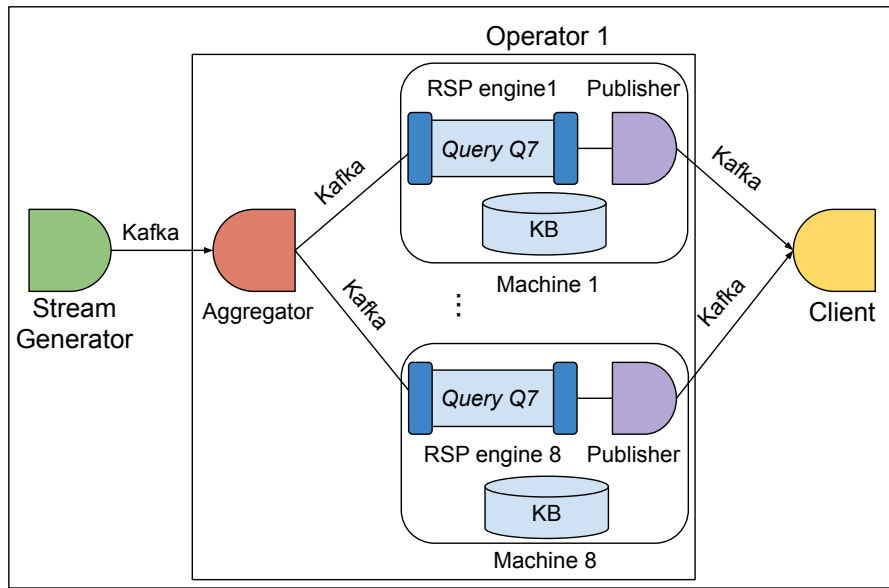 Operator 1
RSP engine1
Publisher
Query Q7
KB
Machine 1
Kafka
Kafka
Kafka
Stream
Generator
Aggregator
Kafka
Kafka
Client
⋮
Query Q7
RSP engine 8
Publisher
KB
Machine 8